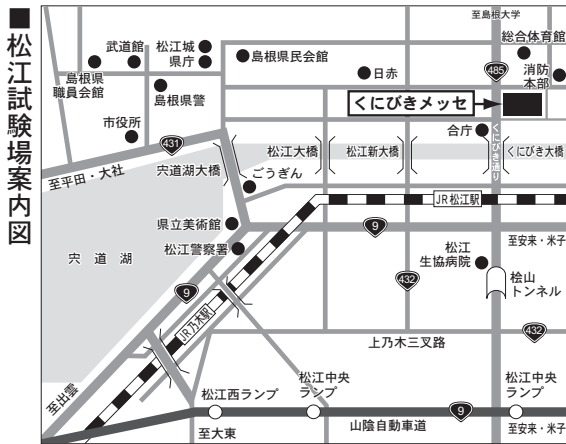 ■松江試験場案内図
至島根大学
総合体育館
武道館
松江城
県庁
島根県民会館
日赤
485
消防
本部
島根県
職員会館
島根県警
くにびきメッセ
市役所
合庁
431
松江大橋
松江新大橋
くにびき大橋
くにびき通り
宍道湖大橋
ごうぎん
至平田・大社
JR松江駅
県立美術館
9
松江警察署
至安来・米子
宍道湖
松江
生協病院
432
桧山
トンネル
9
JR乃木駅
432
上乃木三叉路
至出雲
松江西ランプ
松江中央
ランプ
松江中央
ランプ
9
山陰自動車道
至大東
至安来・米子